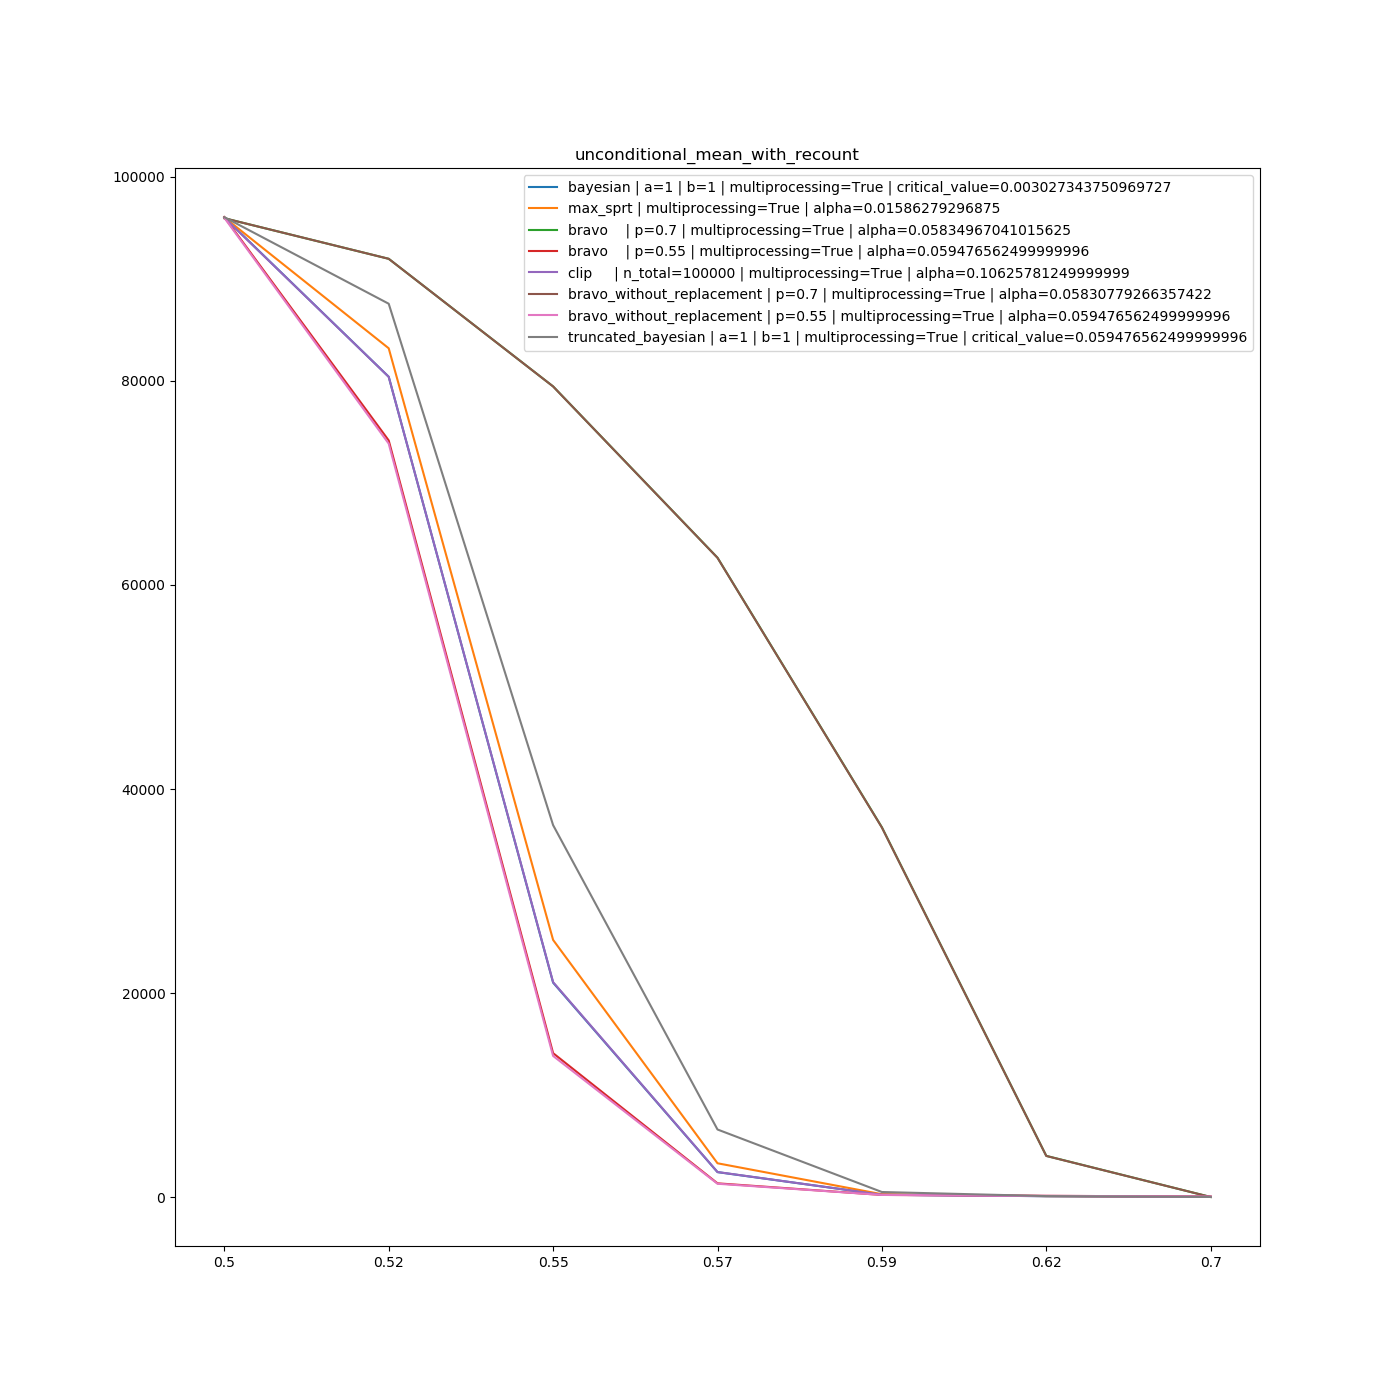 unconditional_mean_with_recount
100000
80000
60000
40000
20000
0
bayesian | a=1 | b=1 | multiprocessing=True | critical_value=0.003027343750969727
max_sprt | multiprocessing=True | alpha=0.01586279296875
bravo    | p=0.7 | multiprocessing=True | alpha=0.05834967041015625
bravo    | p=0.55 | multiprocessing=True | alpha=0.059476562499999996
clip     | n_total=100000 | multiprocessing=True | alpha=0.10625781249999999
bravo_without_replacement | p=0.7 | multiprocessing=True | alpha=0.05830779266357422
bravo_without_replacement | p=0.55 | multiprocessing=True | alpha=0.059476562499999996
truncated_bayesian | a=1 | b=1 | multiprocessing=True | critical_value=0.059476562499999996
0.5 0.52 0.55 0.57 0.59 0.62 0.7